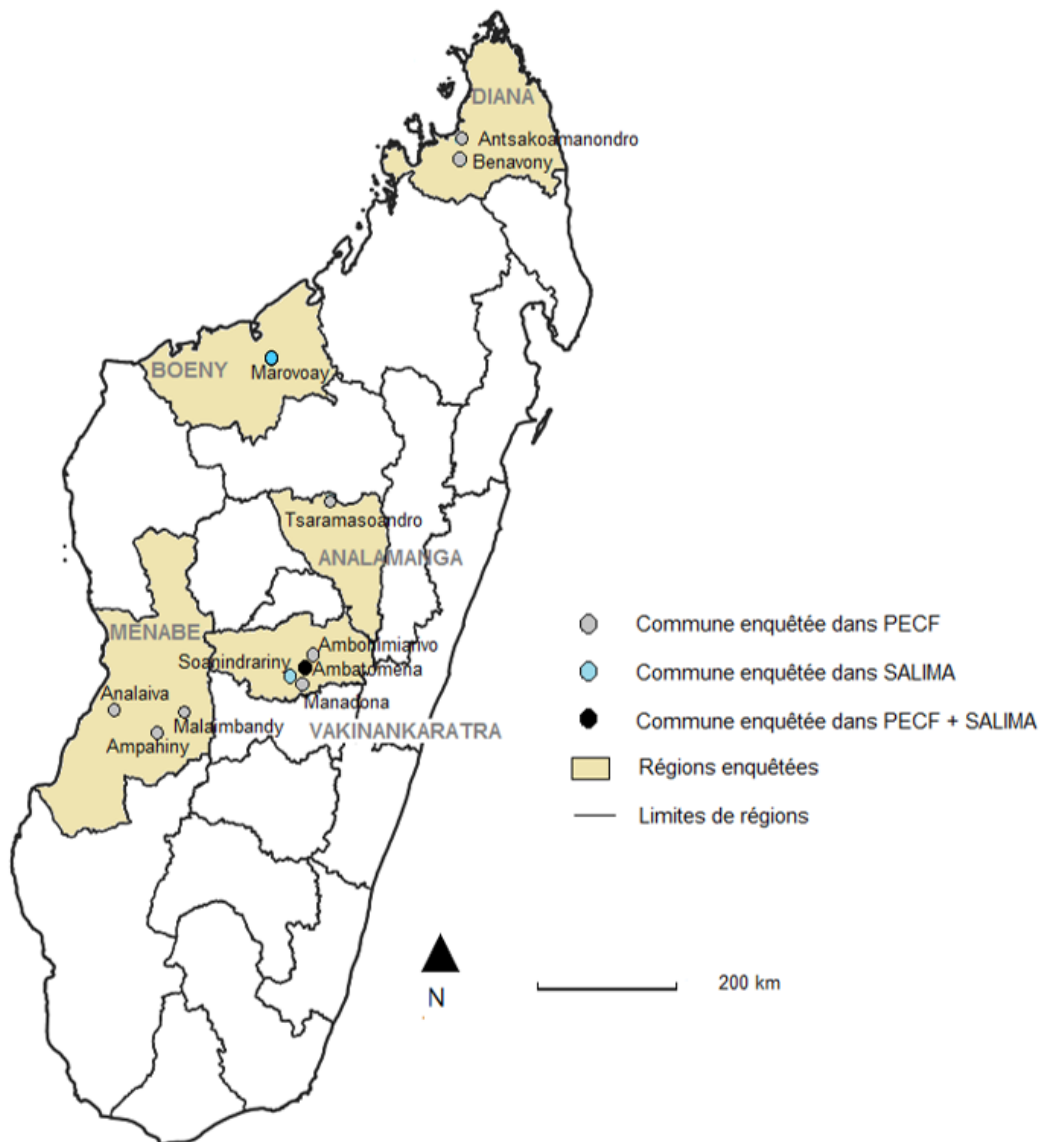 DIANA
Antsakoamanondro
Benavony
BOENY
Marovoay
Tsaramasoandro
ANALAMANGA
MENABE
Ambohimiarivo
Soanindrariny
Ambatomena
Analaiva
Manadona
Malaimbandy
VAKINANKARATRA
Ampahiny
Commune enquêtée dans PECF
Commune enquêtée dans SALIMA
Commune enquêtée dans PECF + SALIMA
Régions enquêtées
Limites de régions
N
200 km